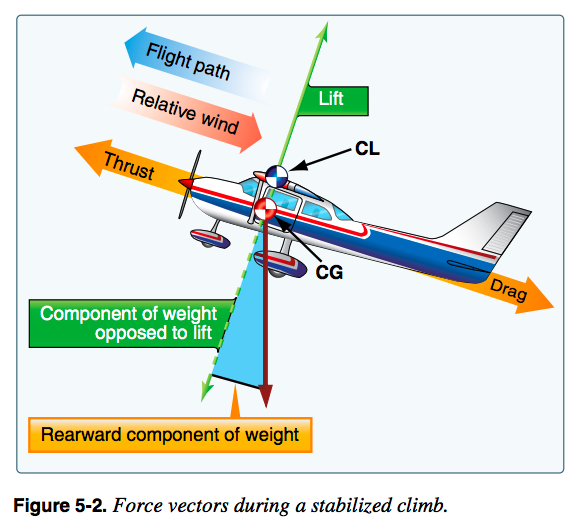 Flight path
Relative wind
Lift
CL
Thrust
CG
Drag
Component of weight
opposed to lift
Rearward component of weight
Figure 5-2. Force vectors during a stabilized climb.